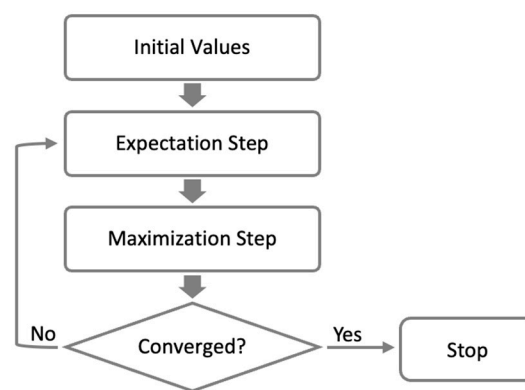 Initial Values
Expectation Step
Maximization Step
No
Converged?
Yes
Stop